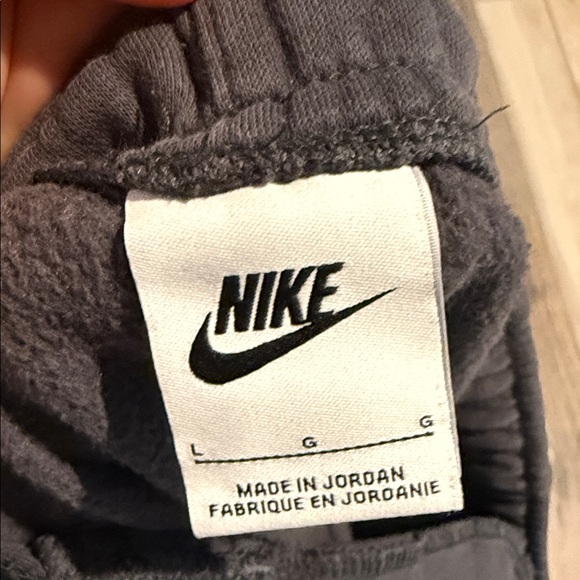 NIKE
L G G
MADE IN JORDAN
FABRIQUE EN JORDANIE